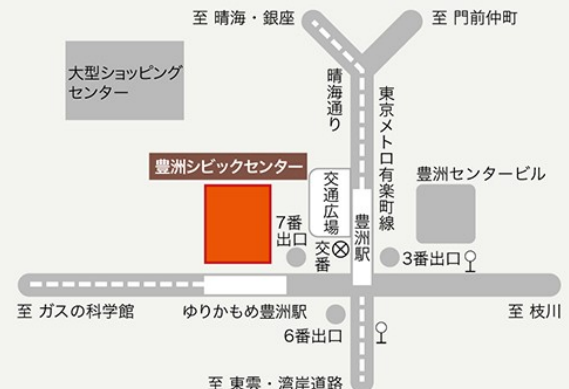 至 晴海・銀座
至 門前仲町
大型ショッピング
センター
晴海通り
東京メトロ有楽町線
豊洲シビックセンター
交通広場
豊洲センタービル
7番
出口
交番
豊洲駅
3番出口
至 ガスの科学館
ゆりかもめ豊洲駅
至 枝川
6番出口
至 東雲・湾岸道路